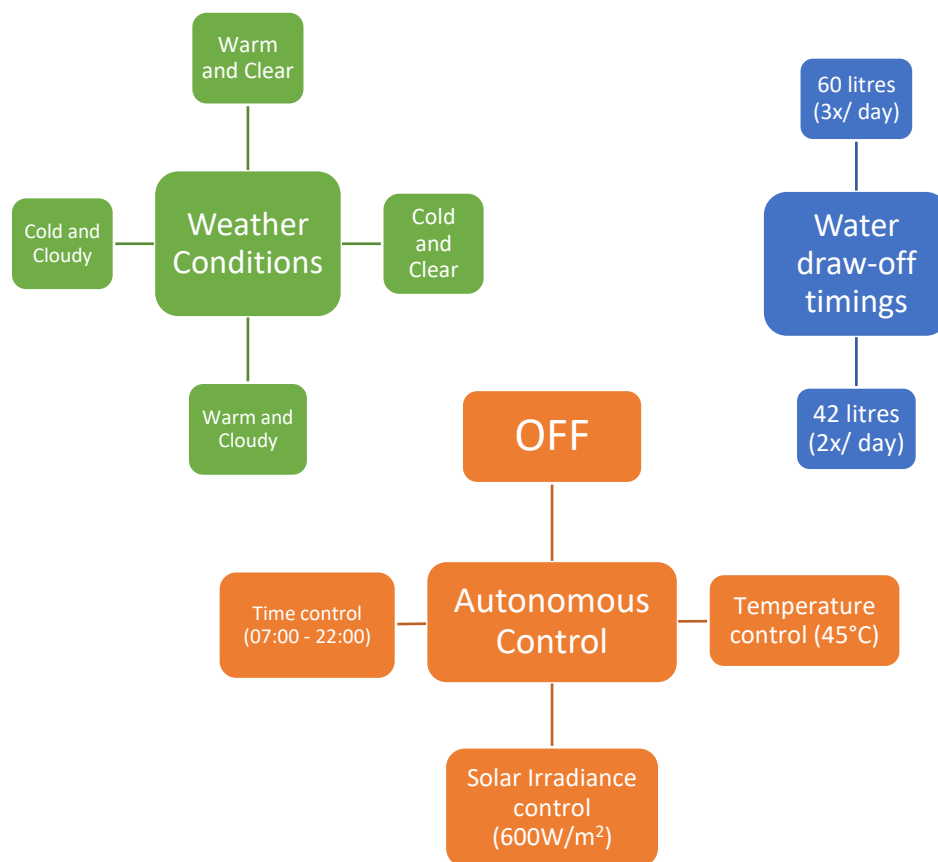 Warm
and Clear
Cold and
Cloudy
Weather
Conditions
Cold
and
Clear
Warm and
Cloudy
60 litres
(3x/ day)
Water
draw-off
timings
42 litres
(2x/ day)
OFF
Time control
(07:00 - 22:00)
Autonomous
Control
Temperature
control (45°C)
Solar Irradiance
control
(600W/m²)